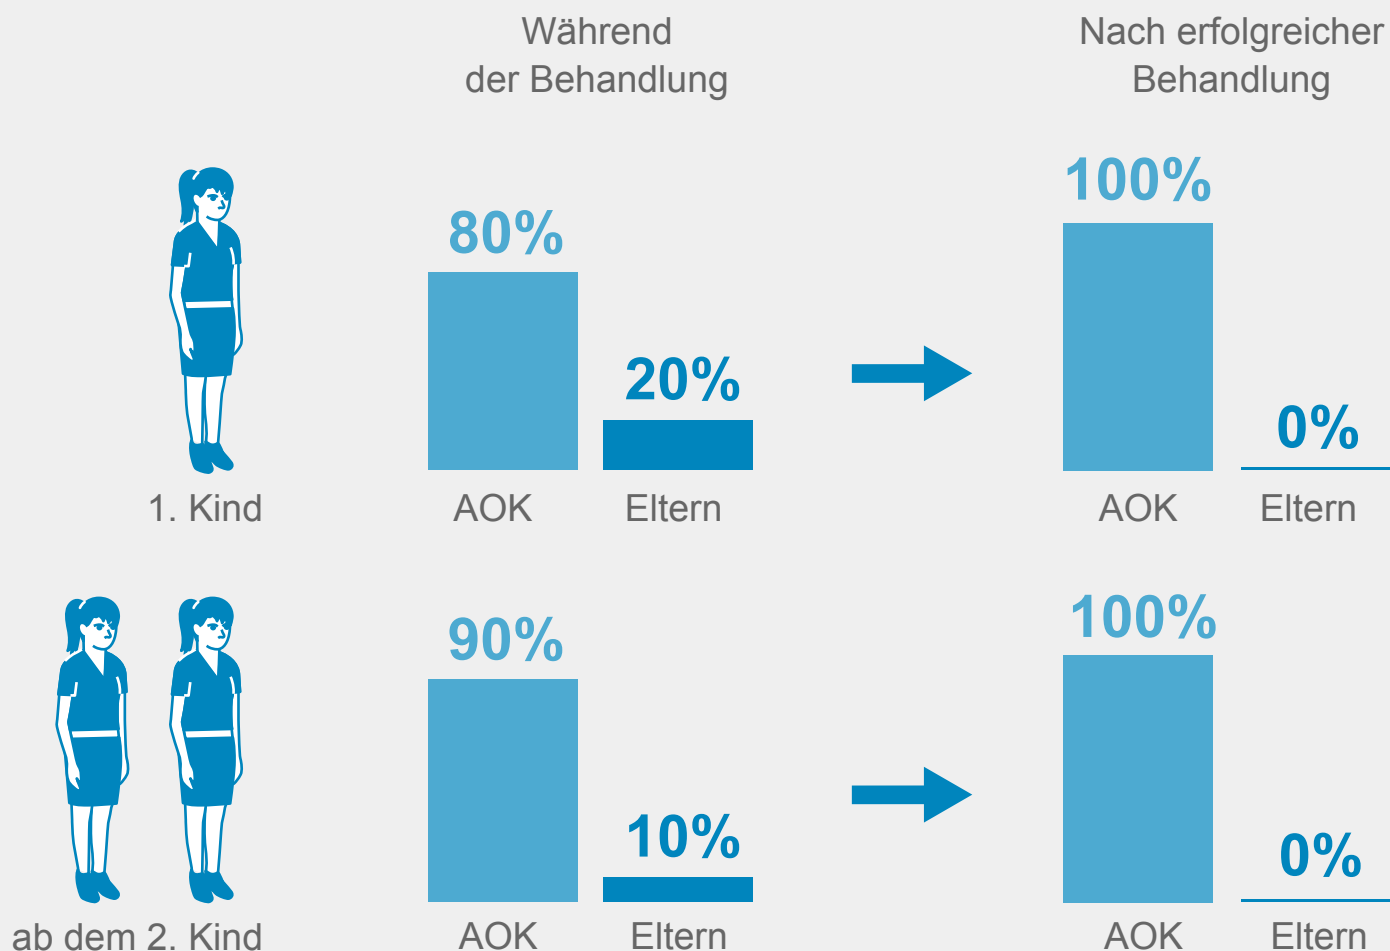 Während
der Behandlung
Nach erfolgreicher
Behandlung
80%
20%
100%
0%
1. Kind
AOK
Eltern
AOK
Eltern
90%
10%
100%
0%
ab dem 2. Kind
AOK
Eltern
AOK
Eltern